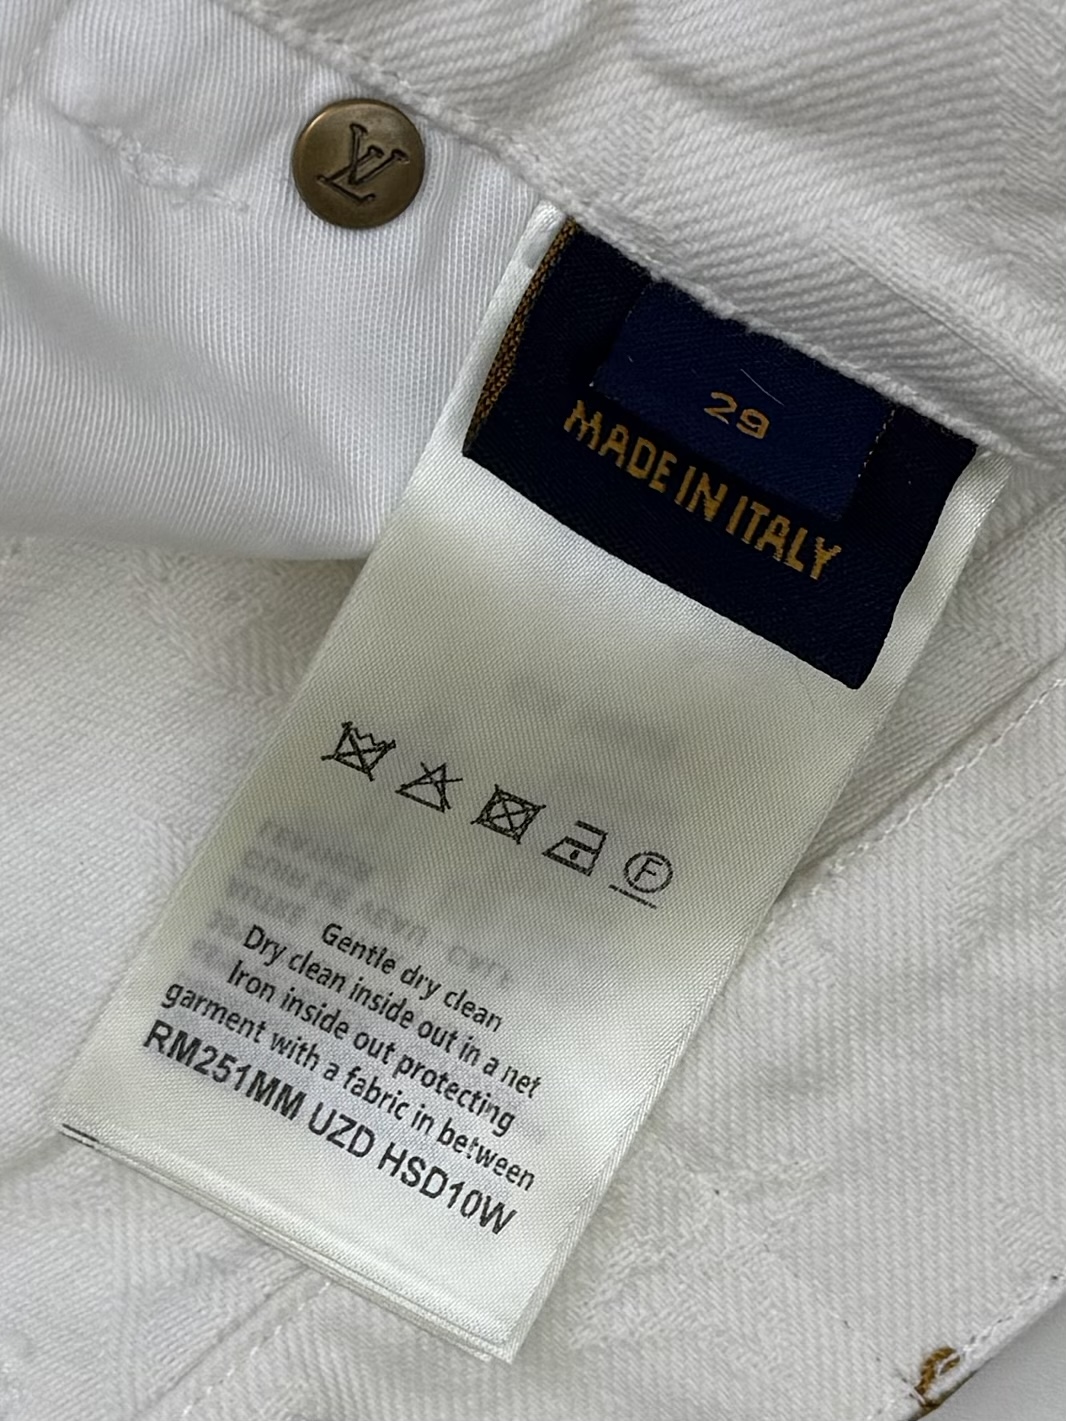 LV
29
MADE IN ITALY
F
Gentle dry clean
Dry clean inside out in a net
Iron inside out protecting
garment with a fabric in between
RM251MM UZD HSD10W